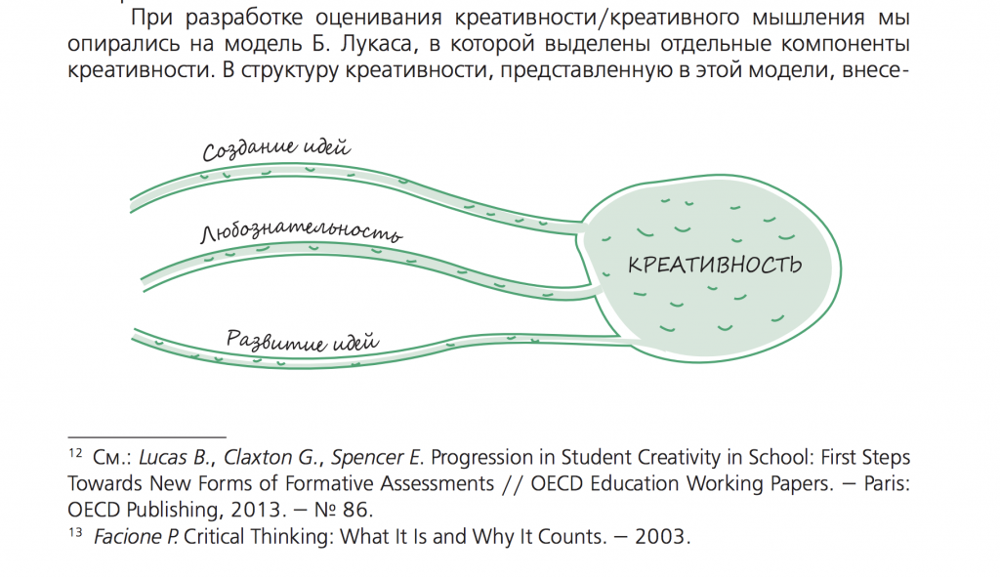 При разработке оценивания креативности/креативного мышления мы
опирались на модель Б. Лукаса, в которой выделены отдельные компоненты
креативности. В структуру креативности, представленную в этой модели, внесе-
Создание идей
Любознательность
КРЕАТИВНОСТЬ
Развитие идей
12 См.: Lucas B., Claxton G., Spencer E. Progression in Student Creativity in School: First Steps
Towards New Forms of Formative Assessments // OECD Education Working Papers. — Paris:
OECD Publishing, 2013. — № 86.
13 Facione P. Critical Thinking: What It Is and Why It Counts. — 2003.